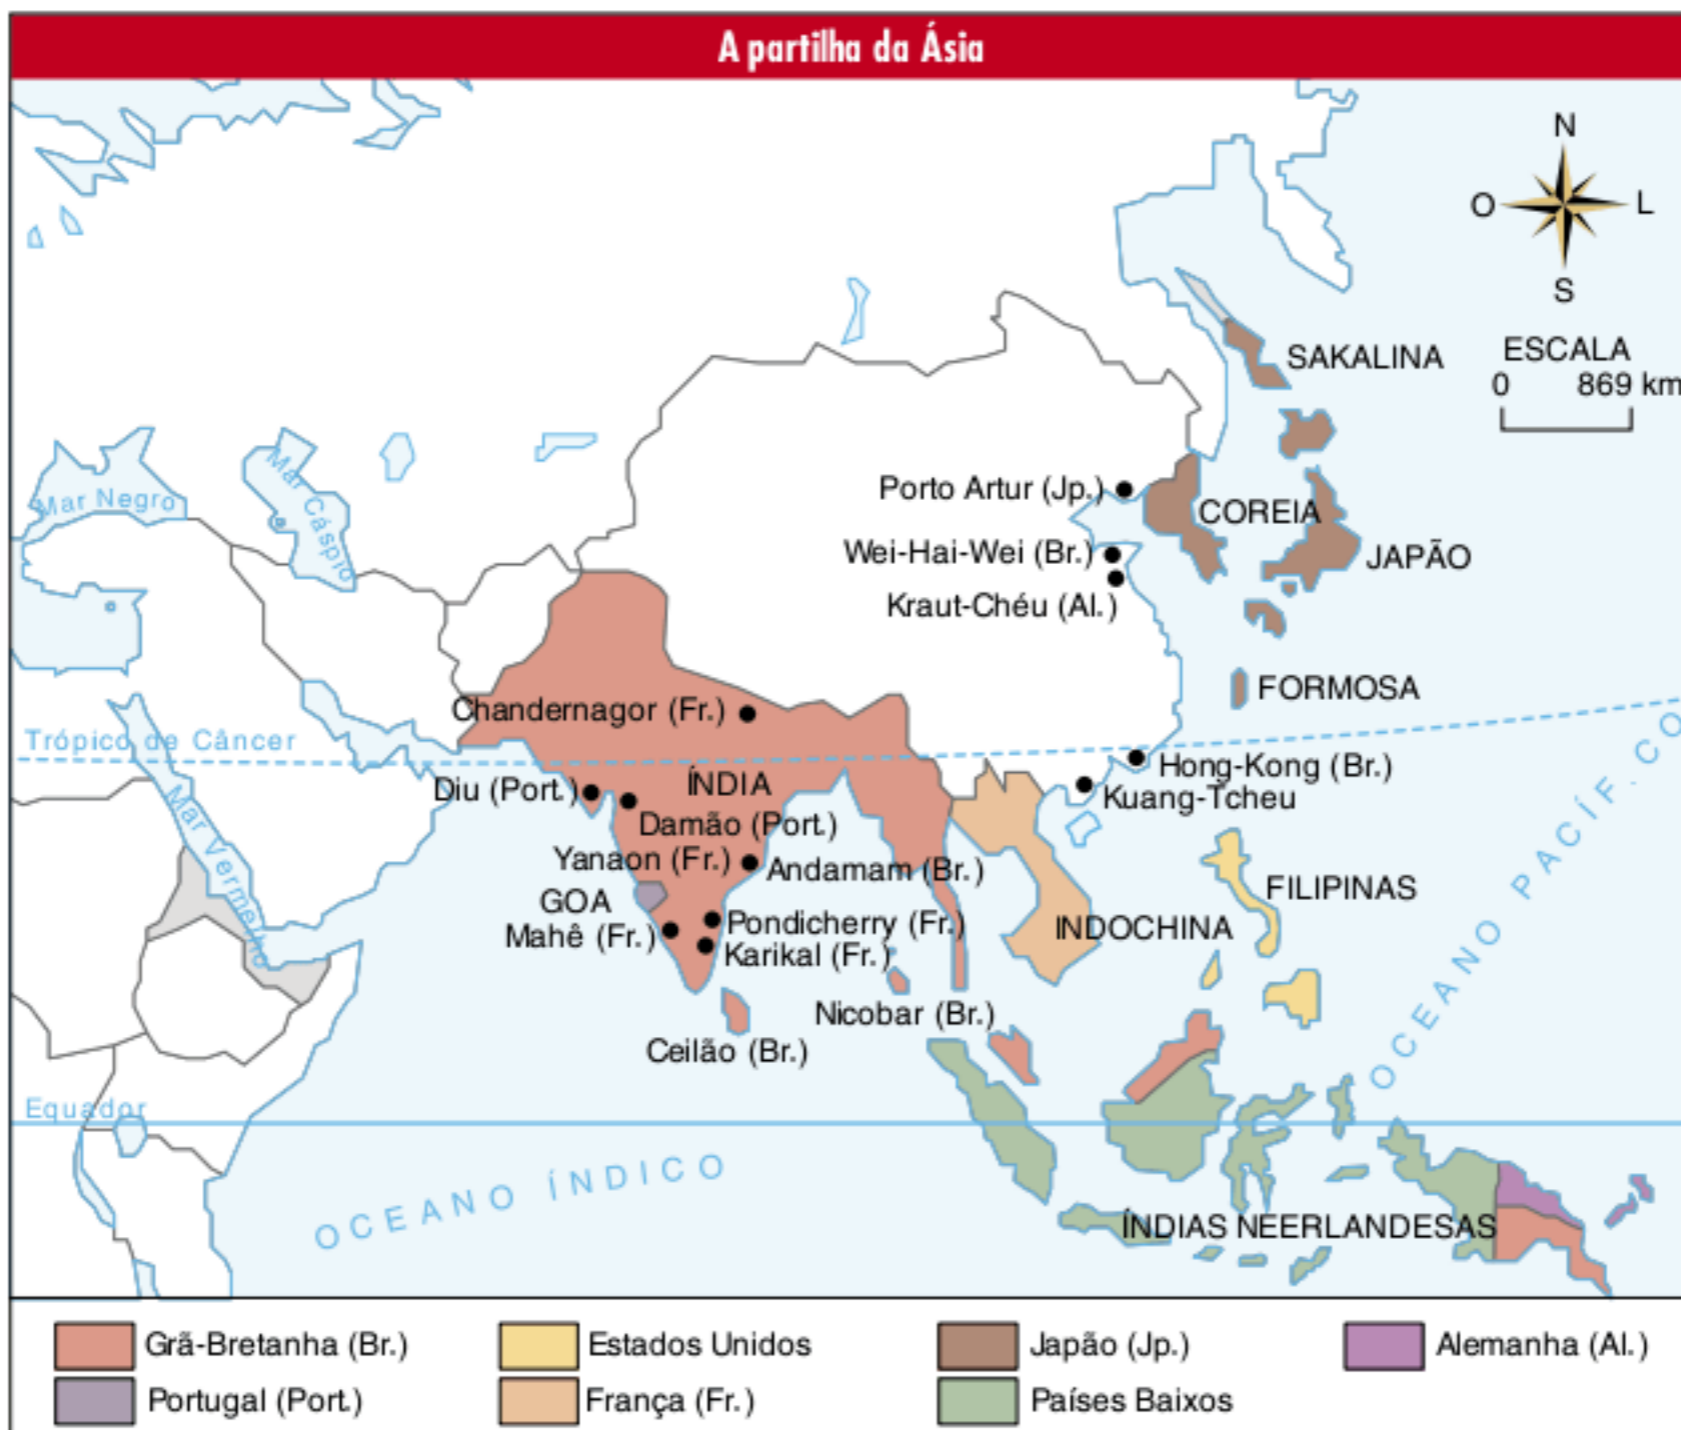 A partilha da Ásia
N
O
L
S
ESCALA
0 869 km
SAKALINA
Mar Negro
Mar Cáspio
Porto Artur (Jp.)
COREIA
Wei-Hai-Wei (Br.)
JAPÃO
Kraut-Chéu (Al.)
Chandernagor (Fr.)
FORMOSA
Trópico de Câncer
Hong-Kong (Br.)
Kuang-Tcheu
Diu (Port.)
ÍNDIA
Damão (Port.)
Mar Vermelho
Yanaon (Fr.)
Andamam (Br.)
GOA
FILIPINAS
Mahê (Fr.)
Pondicherry (Fr.)
INDOCHINA
Karikal (Fr.)
Nicobar (Br.)
Ceilão (Br.)
OCEANO PACÍF.CO
Equador
OCEANO ÍNDICO
ÍNDIAS NEERLANDESAS
Grã-Bretanha (Br.)
Estados Unidos
Japão (Jp.)
Alemanha (Al.)
Portugal (Port.)
França (Fr.)
Países Baixos